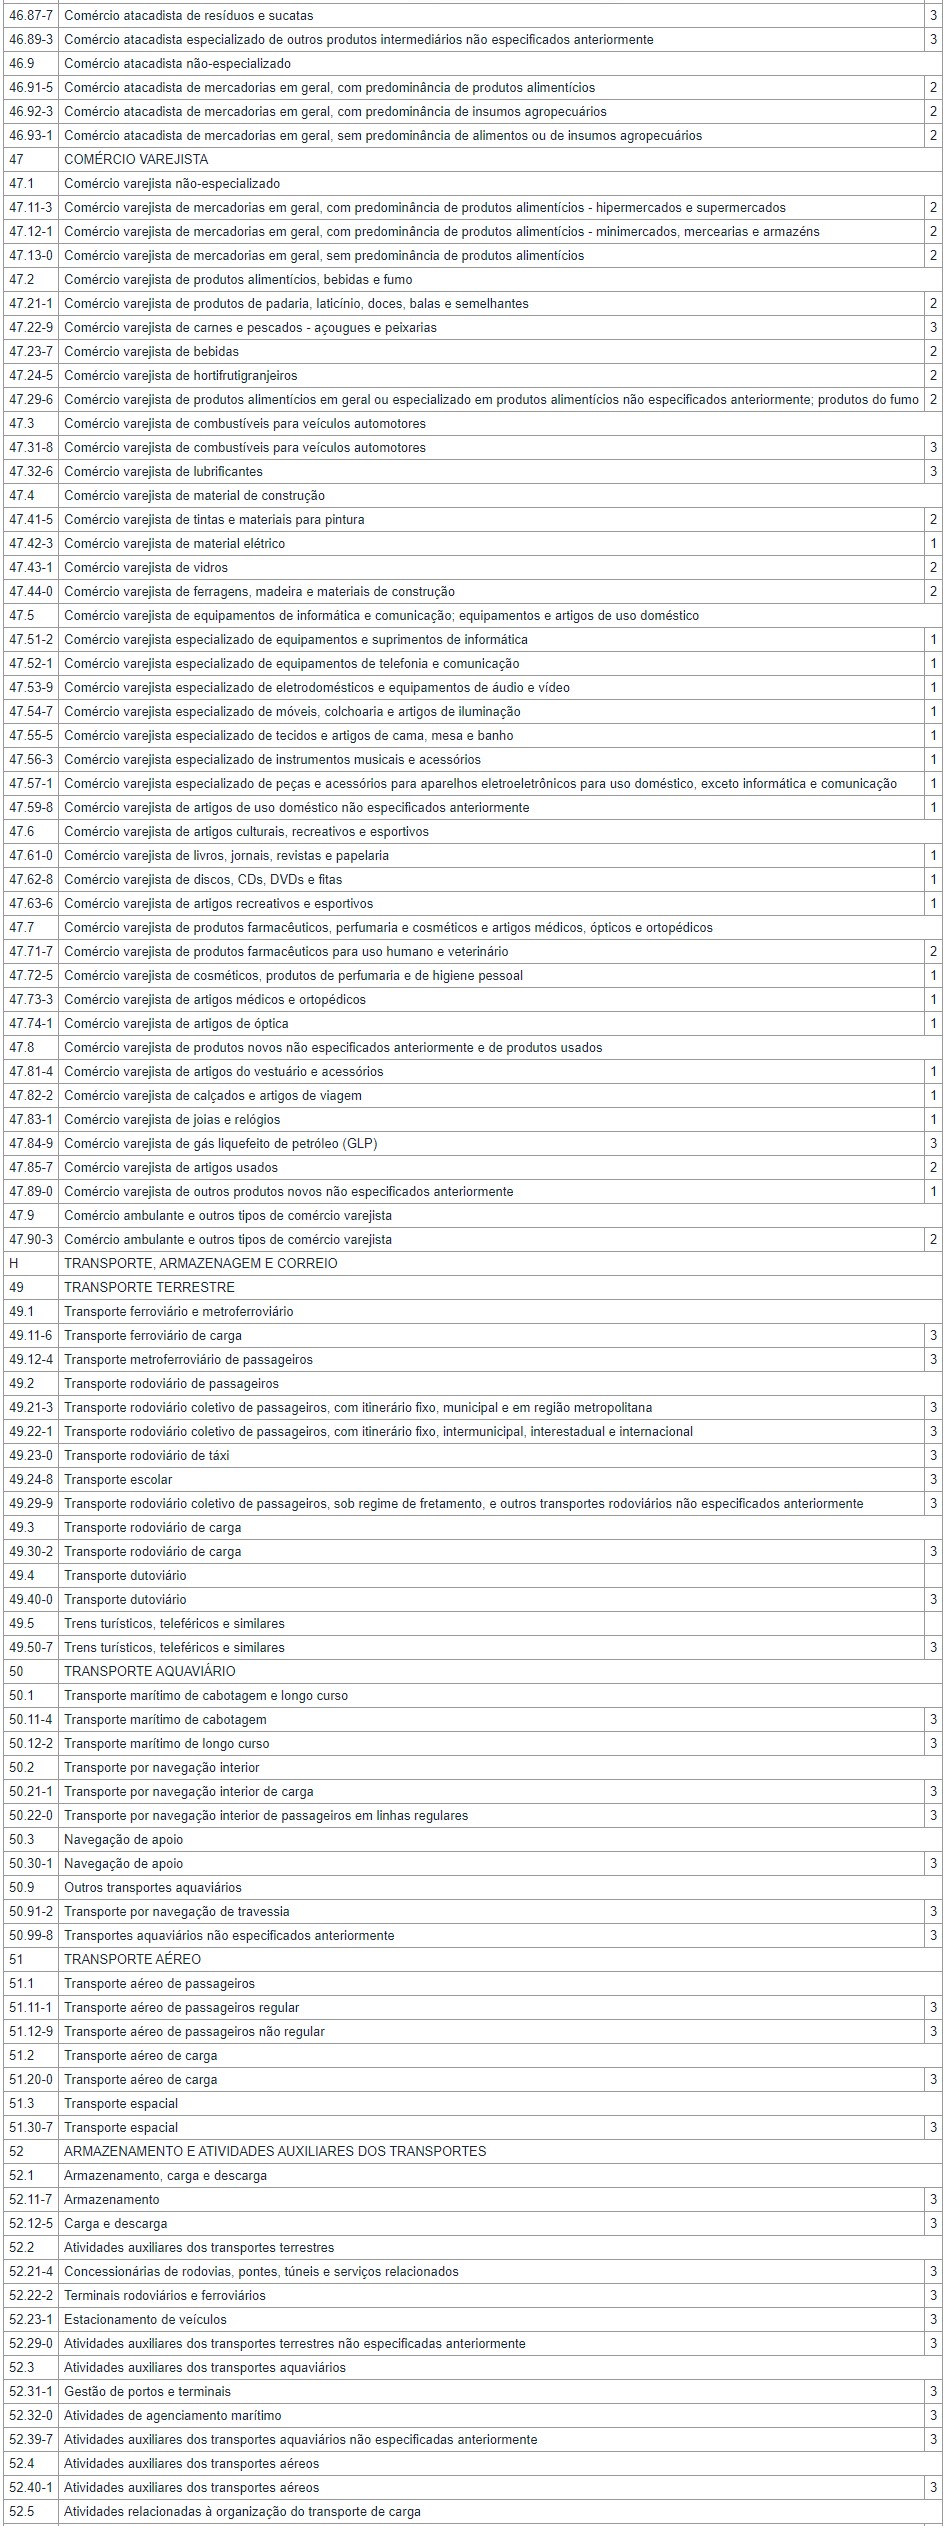 46.87-7 Comércio atacadista de resíduos e sucatas 3
46.89-3 Comércio atacadista especializado de outros produtos intermediários não especificados anteriormente 3
46.9 Comércio atacadista não-especializado
46.91-5 Comércio atacadista de mercadorias em geral, com predominância de produtos alimentícios 2
46.92-3 Comércio atacadista de mercadorias em geral, com predominância de insumos agropecuários 2
46.93-1 Comércio atacadista de mercadorias em geral, sem predominância de alimentos ou de insumos agropecuários 2
47 COMÉRCIO VAREJISTA
47.1 Comércio varejista não-especializado
47.11-3 Comércio varejista de mercadorias em geral, com predominância de produtos alimentícios - hipermercados e supermercados 2
47.12-1 Comércio varejista de mercadorias em geral, com predominância de produtos alimentícios - minimercados, mercearias e armazéns 2
47.13-0 Comércio varejista de mercadorias em geral, sem predominância de produtos alimentícios 2
47.2 Comércio varejista de produtos alimentícios, bebidas e fumo
47.21-1 Comércio varejista de produtos de padaria, laticínio, doces, balas e semelhantes 2
47.22-9 Comércio varejista de carnes e pescados - açougues e peixarias 3
47.23-7 Comércio varejista de bebidas 2
47.24-5 Comércio varejista de hortifrutigranjeiros 2
47.29-6 Comércio varejista de produtos alimentícios em geral ou especializado em produtos alimentícios não especificados anteriormente; produtos do fumo 2
47.3 Comércio varejista de combustíveis para veículos automotores
47.31-8 Comércio varejista de combustíveis para veículos automotores 3
47.32-6 Comércio varejista de lubrificantes 3
47.4 Comércio varejista de material de construção
47.41-5 Comércio varejista de tintas e materiais para pintura 2
47.42-3 Comércio varejista de material elétrico 1
47.43-1 Comércio varejista de vidros 2
47.44-0 Comércio varejista de ferragens, madeira e materiais de construção 2
47.5 Comércio varejista de equipamentos de informática e comunicação; equipamentos e artigos de uso doméstico
47.51-2 Comércio varejista especializado de equipamentos e suprimentos de informática 1
47.52-1 Comércio varejista especializado de equipamentos de telefonia e comunicação 1
47.53-9 Comércio varejista especializado de eletrodomésticos e equipamentos de áudio e vídeo 1
47.54-7 Comércio varejista especializado de móveis, colchoaria e artigos de iluminação 1
47.55-5 Comércio varejista especializado de tecidos e artigos de cama, mesa e banho 1
47.56-3 Comércio varejista especializado de instrumentos musicais e acessórios 1
47.57-1 Comércio varejista especializado de peças e acessórios para aparelhos eletroeletrônicos para uso doméstico, exceto informática e comunicação 1
47.59-8 Comércio varejista de artigos de uso doméstico não especificados anteriormente 1
47.6 Comércio varejista de artigos culturais, recreativos e esportivos
47.61-0 Comércio varejista de livros, jornais, revistas e papelaria 1
47.62-8 Comércio varejista de discos, CDs, DVDs e fitas 1
47.63-6 Comércio varejista de artigos recreativos e esportivos 1
47.7 Comércio varejista de produtos farmacêuticos, perfumaria e cosméticos e artigos médicos, ópticos e ortopédicos
47.71-7 Comércio varejista de produtos farmacêuticos para uso humano e veterinário 2
47.72-5 Comércio varejista de cosméticos, produtos de perfumaria e de higiene pessoal 1
47.73-3 Comércio varejista de artigos médicos e ortopédicos 1
47.74-1 Comércio varejista de artigos de óptica 1
47.8 Comércio varejista de produtos novos não especificados anteriormente e de produtos usados
47.81-4 Comércio varejista de artigos do vestuário e acessórios 1
47.82-2 Comércio varejista de calçados e artigos de viagem 1
47.83-1 Comércio varejista de joias e relógios 1
47.84-9 Comércio varejista de gás liquefeito de petróleo (GLP) 3
47.85-7 Comércio varejista de artigos usados 2
47.89-0 Comércio varejista de outros produtos novos não especificados anteriormente 1
47.9 Comércio ambulante e outros tipos de comércio varejista
47.90-3 Comércio ambulante e outros tipos de comércio varejista 2
H TRANSPORTE, ARMAZENAGEM E CORREIO
49 TRANSPORTE TERRESTRE
49.1 Transporte ferroviário e metroferroviário
49.11-6 Transporte ferroviário de carga 3
49.12-4 Transporte metroferroviário de passageiros 3
49.2 Transporte rodoviário de passageiros
49.21-3 Transporte rodoviário coletivo de passageiros, com itinerário fixo, municipal e em região metropolitana 3
49.22-1 Transporte rodoviário coletivo de passageiros, com itinerário fixo, intermunicipal, interestadual e internacional 3
49.23-0 Transporte rodoviário de táxi 3
49.24-8 Transporte escolar 3
49.29-9 Transporte rodoviário coletivo de passageiros, sob regime de fretamento, e outros transportes rodoviários não especificados anteriormente 3
49.3 Transporte rodoviário de carga
49.30-2 Transporte rodoviário de carga 3
49.4 Transporte dutoviário
49.40-0 Transporte dutoviário 3
49.5 Trens turísticos, teleféricos e similares
49.50-7 Trens turísticos, teleféricos e similares 3
50 TRANSPORTE AQUAVIÁRIO
50.1 Transporte marítimo de cabotagem e longo curso
50.11-4 Transporte marítimo de cabotagem 3
50.12-2 Transporte marítimo de longo curso 3
50.2 Transporte por navegação interior
50.21-1 Transporte por navegação interior de carga 3
50.22-0 Transporte por navegação interior de passageiros em linhas regulares 3
50.3 Navegação de apoio
50.30-1 Navegação de apoio 3
50.9 Outros transportes aquaviários
50.91-2 Transporte por navegação de travessia 3
50.99-8 Transportes aquaviários não especificados anteriormente 3
51 TRANSPORTE AÉREO
51.1 Transporte aéreo de passageiros
51.11-1 Transporte aéreo de passageiros regular 3
51.12-9 Transporte aéreo de passageiros não regular 3
51.2 Transporte aéreo de carga
51.20-0 Transporte aéreo de carga 3
51.3 Transporte espacial
51.30-7 Transporte espacial 3
52 ARMAZENAMENTO E ATIVIDADES AUXILIARES DOS TRANSPORTES
52.1 Armazenamento, carga e descarga
52.11-7 Armazenamento 3
52.12-5 Carga e descarga 3
52.2 Atividades auxiliares dos transportes terrestres
52.21-4 Concessionárias de rodovias, pontes, túneis e serviços relacionados 3
52.22-2 Terminais rodoviários e ferroviários 3
52.23-1 Estacionamento de veículos 3
52.29-0 Atividades auxiliares dos transportes terrestres não especificadas anteriormente 3
52.3 Atividades auxiliares dos transportes aquaviários
52.31-1 Gestão de portos e terminais 3
52.32-0 Atividades de agenciamento marítimo 3
52.39-7 Atividades auxiliares dos transportes aquaviários não especificadas anteriormente 3
52.4 Atividades auxiliares dos transportes aéreos
52.40-1 Atividades auxiliares dos transportes aéreos 3
52.5 Atividades relacionadas à organização do transporte de carga